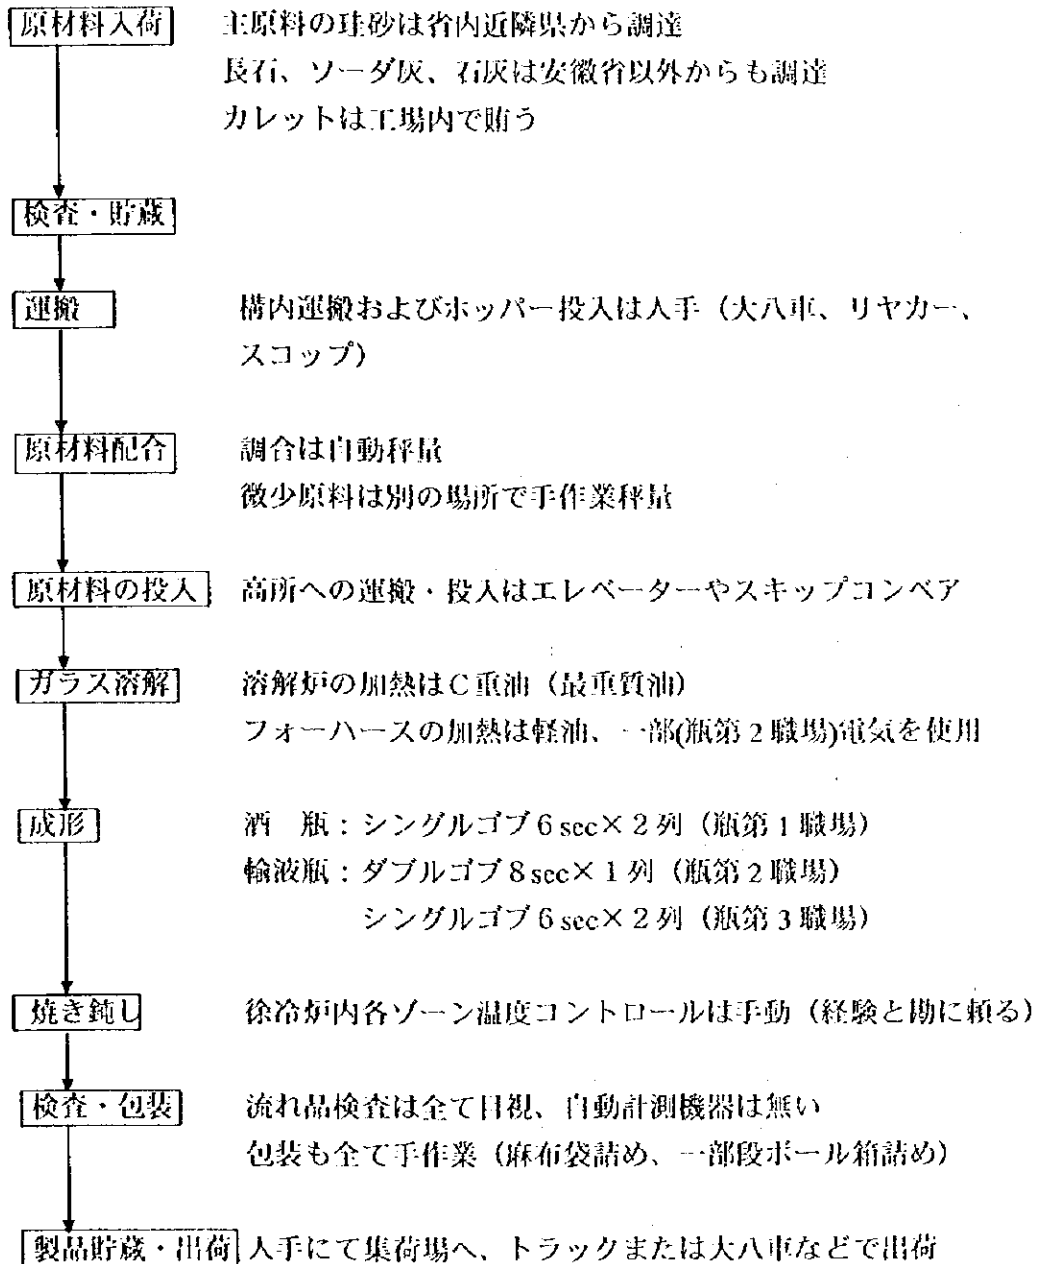 原材料入荷　主原料の珪砂は省内近隣県から調達
長石、ソーダ灰、石灰は安徽省以外からも調達
カレットは工場内で賄う
検査・貯蔵
運搬　構内運搬およびホッパー投入は人手（大八車、リヤカー、
スコップ）
原材料配合　調合は自動秤量
微少原料は別の場所で手作業秤量
原材料の投入　高所への運搬・投入はエレベーターやスキップコンベア
ガラス溶解　溶解炉の加熱はＣ重油（最重質油）
フォーハースの加熱は軽油、一部(瓶第２職場)電気を使用
成形　酒　瓶：シングルゴブ６sec×２列（瓶第１職場）
輸液瓶：ダブルゴブ８sec×１列（瓶第２職場）
シングルゴブ６sec×２列（瓶第３職場）
焼き鈍し　徐冷炉内各ゾーン温度コントロールは手動（経験と勘に頼る）
検査・包装　流れ品検査は全て目視、自動計測機器は無い
包装も全て手作業（麻布袋詰め、一部段ボール箱詰め）
製品貯蔵・出荷　人手にて集荷場へ、トラックまたは大八車などで出荷